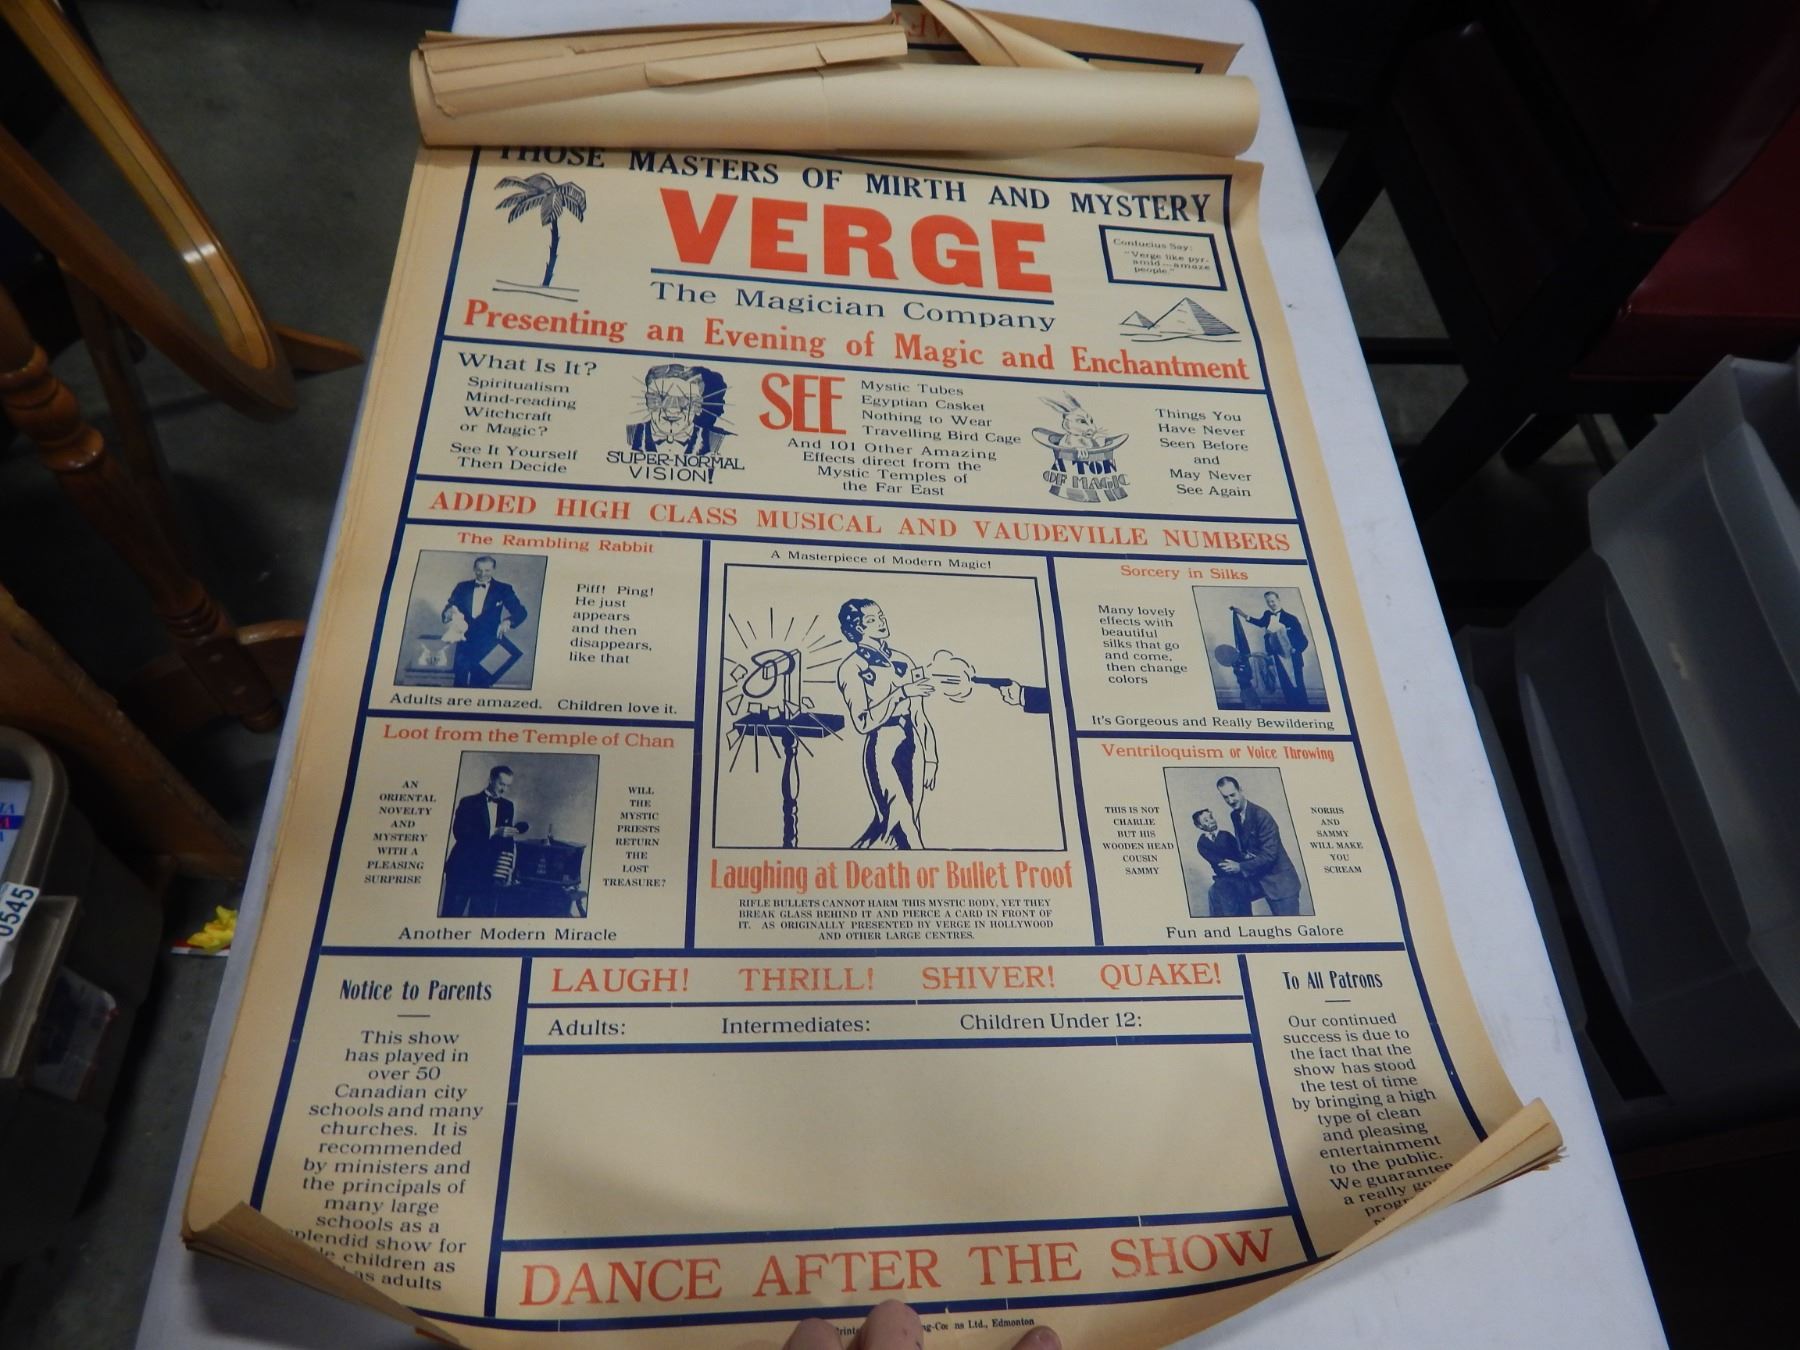 THOSE MASTERS OF MIRTH AND MYSTERY
VERGE
The Magician Company
Confucius Say:
"Verge like pyr-
amid—amaze
people."
Presenting an Evening of Magic and Enchantment
What Is It?
Spiritualism
Mind-reading
Witchcraft
or Magic?
See It Yourself
Then Decide
SUPER-NORMAL
VISION!
SEE
Mystic Tubes
Egyptian Casket
Nothing to Wear
Travelling Bird Cage
And 101 Other Amazing
Effects direct from the
Mystic Temples of
the Far East
A TON
OF MAGIC
Things You
Have Never
Seen Before
and
May Never
See Again
ADDED HIGH CLASS MUSICAL AND VAUDEVILLE NUMBERS
The Rambling Rabbit
Piff! Ping!
He just
appears
and then
disappears,
like that
Adults are amazed. Children love it.
Loot from the Temple of Chan
AN
ORIENTAL
NOVELTY
AND
MYSTERY
WITH A
PLEASING
SURPRISE
WILL
THE
MYSTIC
PRIESTS
RETURN
THE
LOST
TREASURE?
Another Modern Miracle
A Masterpiece of Modern Magic!
Laughing at Death or Bullet Proof
RIFLE BULLETS CANNOT HARM THIS MYSTIC BODY, YET THEY
BREAK GLASS BEHIND IT AND PIERCE A CARD IN FRONT OF
IT. AS ORIGINALLY PRESENTED BY VERGE IN HOLLYWOOD
AND OTHER LARGE CENTRES.
Sorcery in Silks
Many lovely
effects with
beautiful
silks that go
and come,
then change
colors
It's Gorgeous and Really Bewildering
Ventriloquism or Voice Throwing
THIS IS NOT
CHARLIE
BUT HIS
WOODEN HEAD
COUSIN
SAMMY
NORRIS
AND
SAMMY
WILL MAKE
YOU
SCREAM
Fun and Laughs Galore
Notice to Parents
This show
has played in
over 50
Canadian city
schools and many
churches. It is
recommended
by ministers and
the principals of
many large
schools as a
splendid show for
children as
as adults
LAUGH! THRILL! SHIVER! QUAKE!
Adults: Intermediates: Children Under 12:
DANCE AFTER THE SHOW
To All Patrons
Our continued
success is due to
the fact that the
show has stood
the test of time
by bringing a high
type of clean
and pleasing
entertainment
to the public.
We guarantee
a really
Ltd., Edmonton
0545